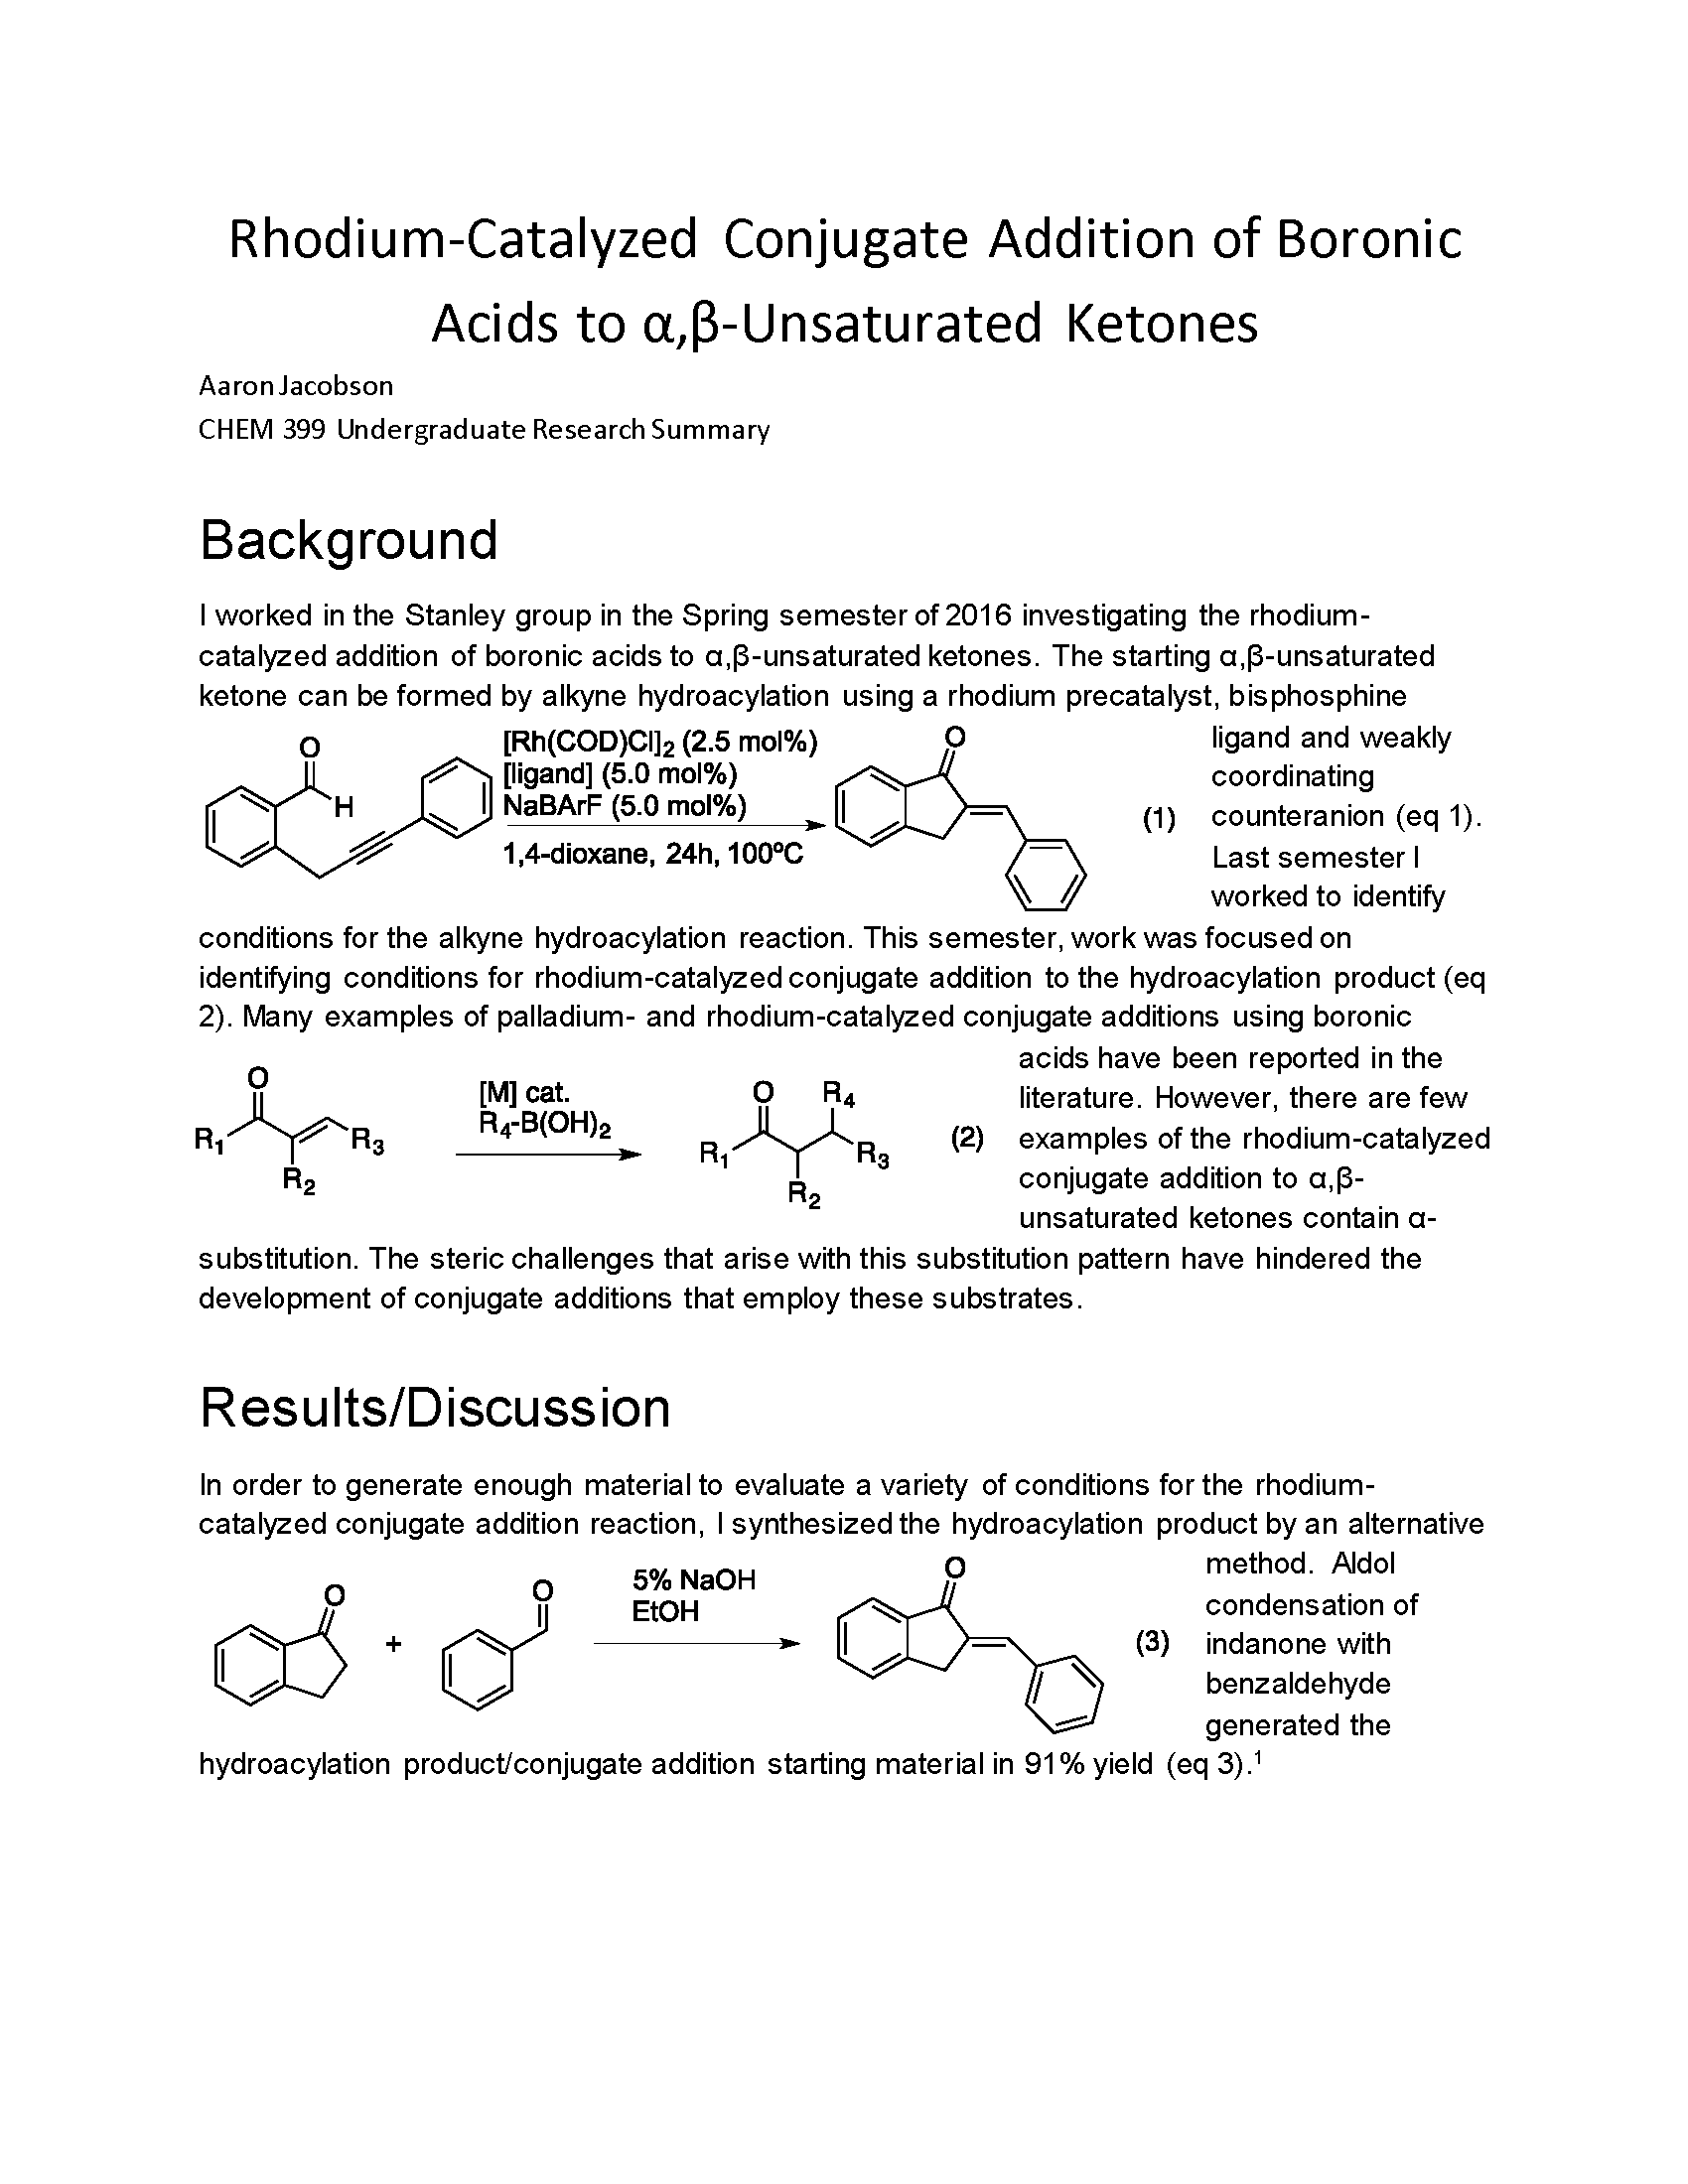 Rhodium-Catalyzed Conjugate Addition of Boronic
Acids to α,β-Unsaturated Ketones
Aaron Jacobson
CHEM 399 Undergraduate Research Summary
Background
I worked in the Stanley group in the Spring semester of 2016 investigating the rhodium-
catalyzed addition of boronic acids to α,β-unsaturated ketones. The starting α,β-unsaturated
ketone can be formed by alkyne hydroacylation using a rhodium precatalyst, bisphosphine
O
H
[Rh(COD)Cl]2 (2.5 mol%)
[ligand] (5.0 mol%)
NaBArF (5.0 mol%)
1,4-dioxane, 24h, 100ºC
O
(1)
ligand and weakly
coordinating
counteranion (eq 1).
Last semester I
worked to identify
conditions for the alkyne hydroacylation reaction. This semester, work was focused on
identifying conditions for rhodium-catalyzed conjugate addition to the hydroacylation product (eq
2). Many examples of palladium- and rhodium-catalyzed conjugate additions using boronic
O
R1
R2
R3
[M] cat.
R4-B(OH)2
O
R4
R1
R2
R3
(2)
acids have been reported in the
literature. However, there are few
examples of the rhodium-catalyzed
conjugate addition to α,β-
unsaturated ketones contain α-
substitution. The steric challenges that arise with this substitution pattern have hindered the
development of conjugate additions that employ these substrates.
Results/Discussion
In order to generate enough material to evaluate a variety of conditions for the rhodium-
catalyzed conjugate addition reaction, I synthesized the hydroacylation product by an alternative
O
+
O
5% NaOH
EtOH
O
(3)
method. Aldol
condensation of
indanone with
benzaldehyde
generated the
hydroacylation product/conjugate addition starting material in 91% yield (eq 3).1